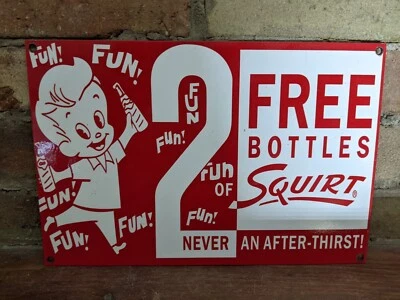 FUN!
FUN!
FUN!
FUN!
FUN!
FUN!
2
FUN
Fun!
Fun
Fun!
FREE
BOTTLES
OF
SQUIRT
®
NEVER AN AFTER-THIRST!